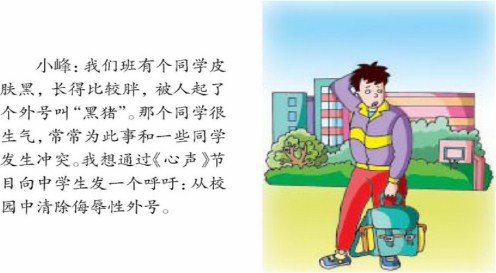 小峰：我们班有个同学皮
肤黑，长得比较胖，被人起了
个外号叫“黑猪”。那个同学很
生气，常常为此事和一些同学
发生冲突。我想通过《心声》节
目向中学生发一个呼吁：从校
园中清除侮辱性外号。